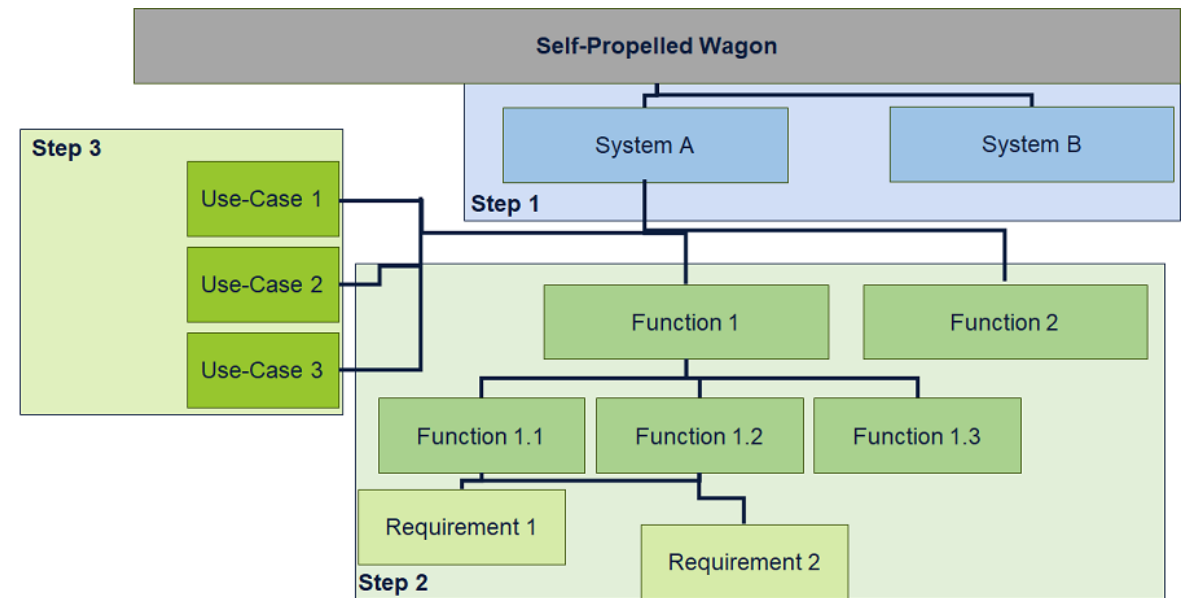 Self-Propelled Wagon
System A
System B
Step 1
Step 3
Use-Case 1
Use-Case 2
Use-Case 3
Function 1
Function 2
Function 1.1
Function 1.2
Function 1.3
Requirement 1
Requirement 2
Step 2